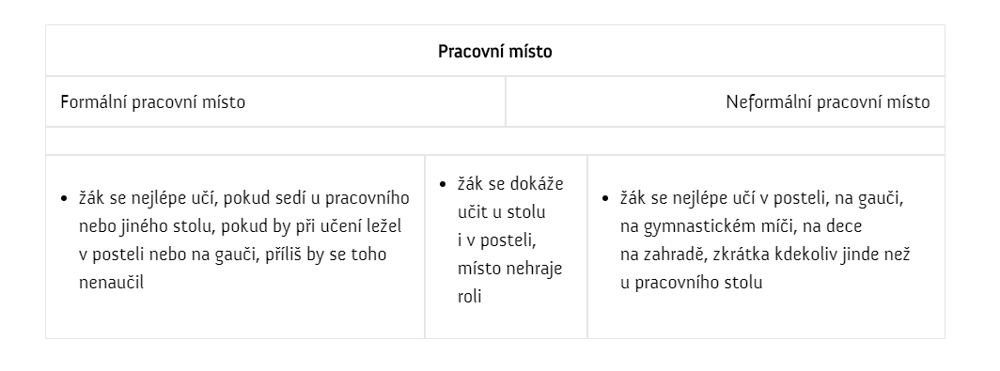 Pracovní místo
Formální pracovní místo
Neformální pracovní místo
• žák se nejlépe učí, pokud sedí u pracovního
nebo jiného stolu, pokud by při učení ležel
v posteli nebo na gauči, příliš by se toho
nenaučil
• žák se dokáže
učit u stolu
i v posteli,
místo nehraje
roli
• žák se nejlépe učí v posteli, na gauči,
na gymnastickém míči, na dece
na zahradě, zkrátka kdekoliv jinde než
u pracovního stolu